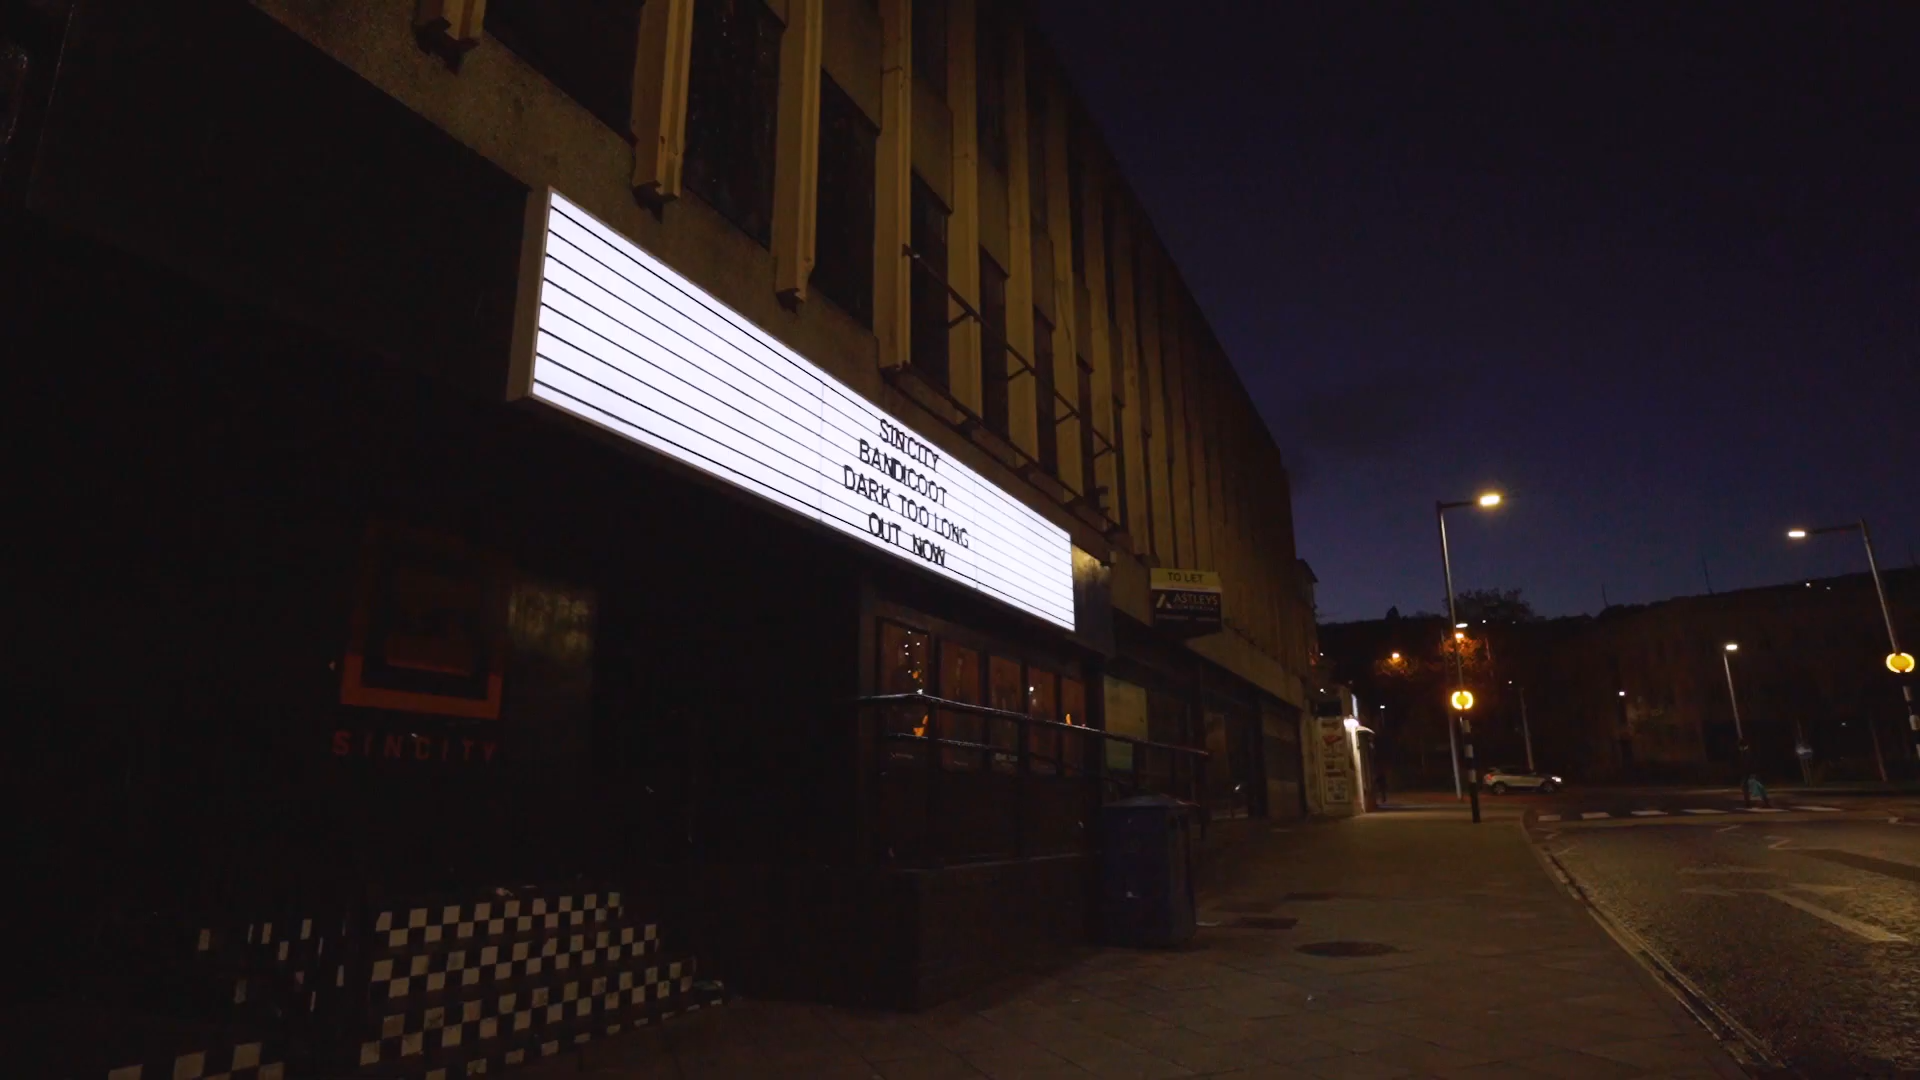 SINCITY
BANDICOOT
DARK TOO LONG
OUT NOW
TO LET
ASTLEYS
SINCITY